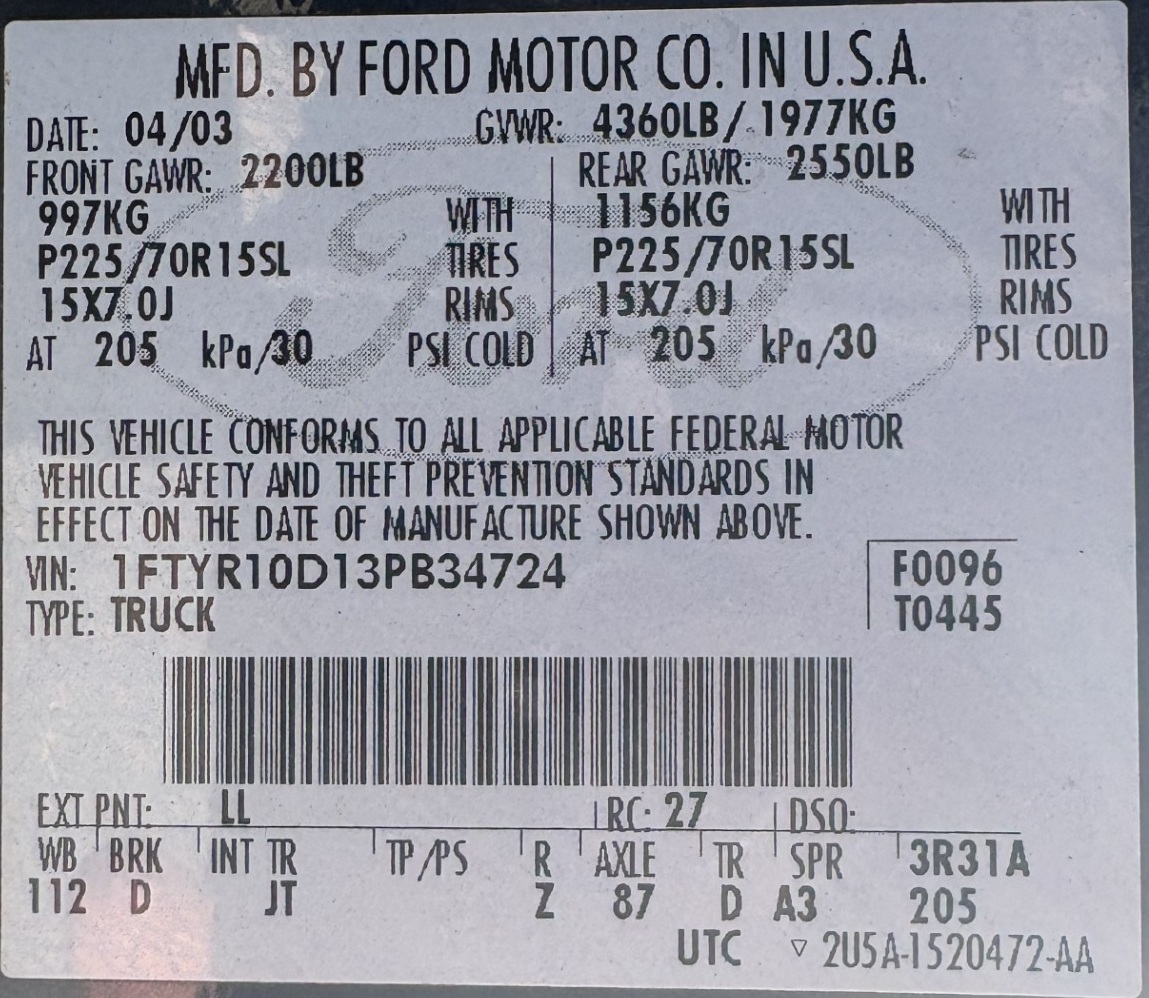 MFD. BY FORD MOTOR CO. IN U.S.A.
DATE: 04/03 GVWR: 4360LB/ 1977KG
FRONT GAWR: 2200LB REAR GAWR: 2550LB
997KG WITH 1156KG WITH
P225/70R15SL TIRES P225/70R15SL TIRES
15X7.0J RIMS 15X7.0J RIMS
AT 205 kPa/30 PSI COLD AT 205 kPa/30 PSI COLD
Ford
THIS VEHICLE CONFORMS TO ALL APPLICABLE FEDERAL MOTOR
VEHICLE SAFETY AND THEFT PREVENTION STANDARDS IN
EFFECT ON THE DATE OF MANUFACTURE SHOWN ABOVE.
VIN: 1FTYR10D13PB34724 F0096
TYPE: TRUCK T0445
EXT PNT: LL RC: 27 DSO:
WB BRK INT TR TP/PS R AXLE TR SPR 3R31A
112 D JT Z 87 D A3 205
UTC ▽ 2U5A-1520472-AA